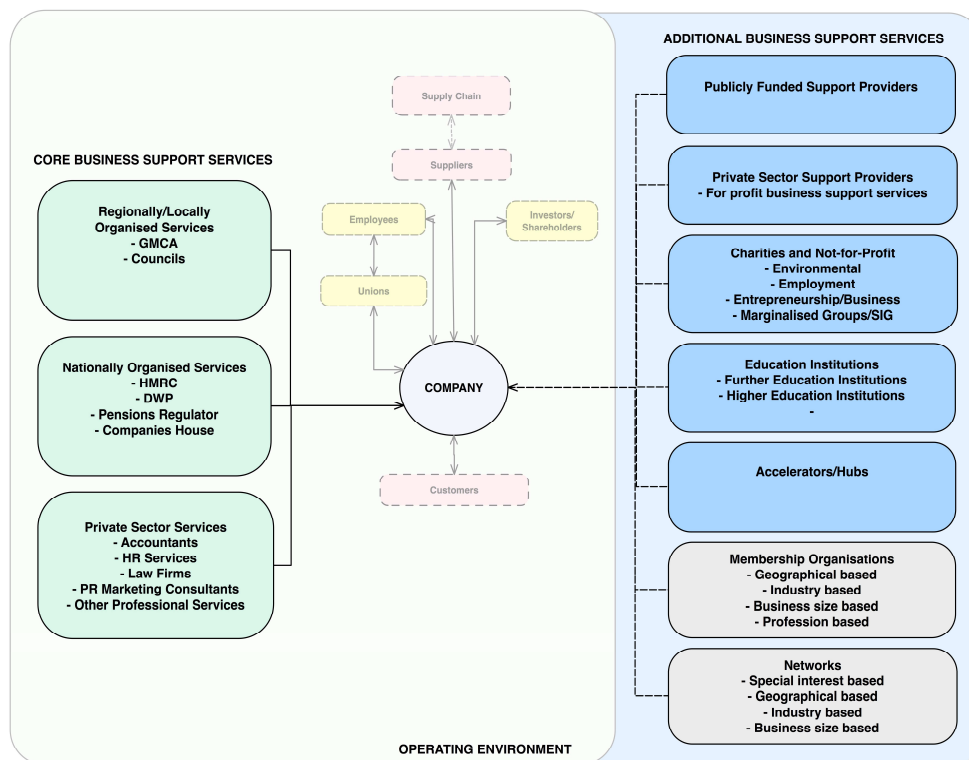 ADDITIONAL BUSINESS SUPPORT SERVICES
Publicly Funded Support Providers
Private Sector Support Providers
- For profit business support services
Charities and Not-for-Profit
- Environmental
- Employment
- Entrepreneurship/Business
- Marginalised Groups/SIG
Education Institutions
- Further Education Institutions
- Higher Education Institutions
-
Accelerators/Hubs
Membership Organisations
- Geographical based
- Industry based
- Business size based
- Profession based
Networks
- Special interest based
- Geographical based
- Industry based
- Business size based
Supply Chain
Suppliers
Employees
Investors/
Shareholders
Unions
COMPANY
Customers
CORE BUSINESS SUPPORT SERVICES
Regionally/Locally
Organised Services
- GMCA
- Councils
Nationally Organised Services
- HMRC
- DWP
- Pensions Regulator
- Companies House
Private Sector Services
- Accountants
- HR Services
- Law Firms
- PR Marketing Consultants
- Other Professional Services
OPERATING ENVIRONMENT